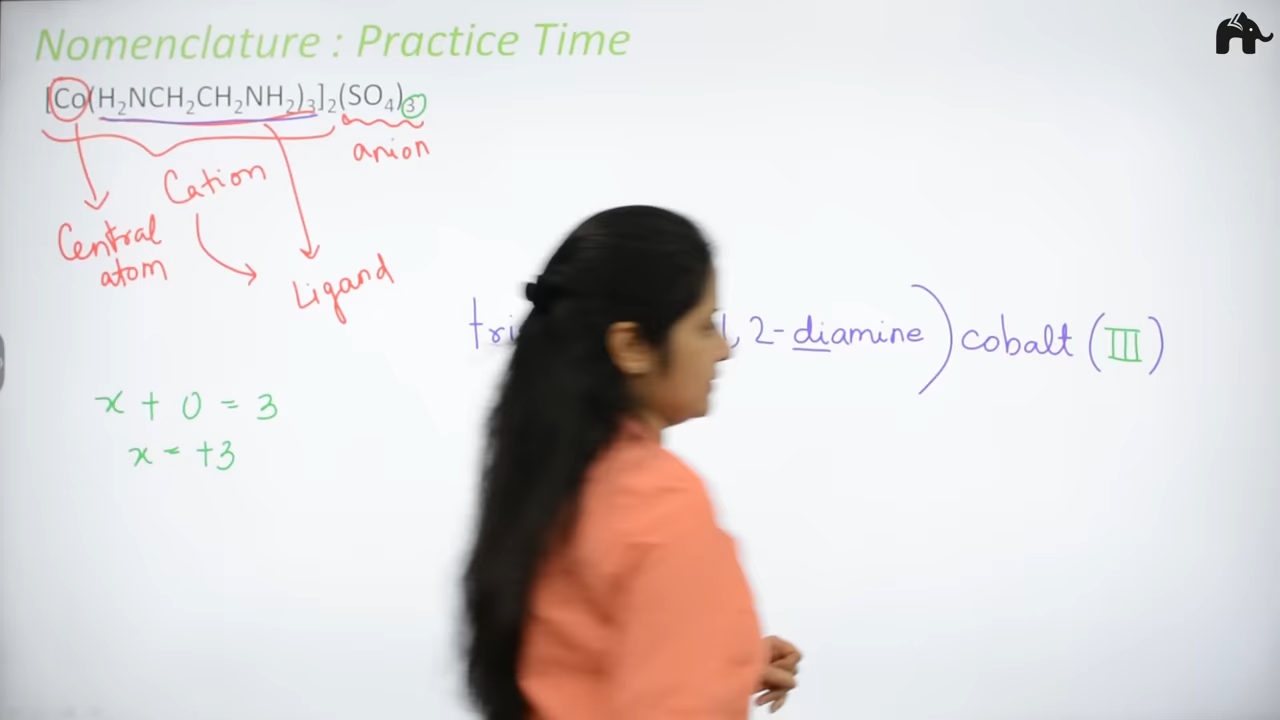 Nomenclature : Practice Time
[Co(H₂NCH₂CH₂NH₂)₃]₂(SO₄)₃
anion
Cation
Central
atom
Ligand
1, 2-diamine) cobalt (III)
x + 0 = 3
x = +3